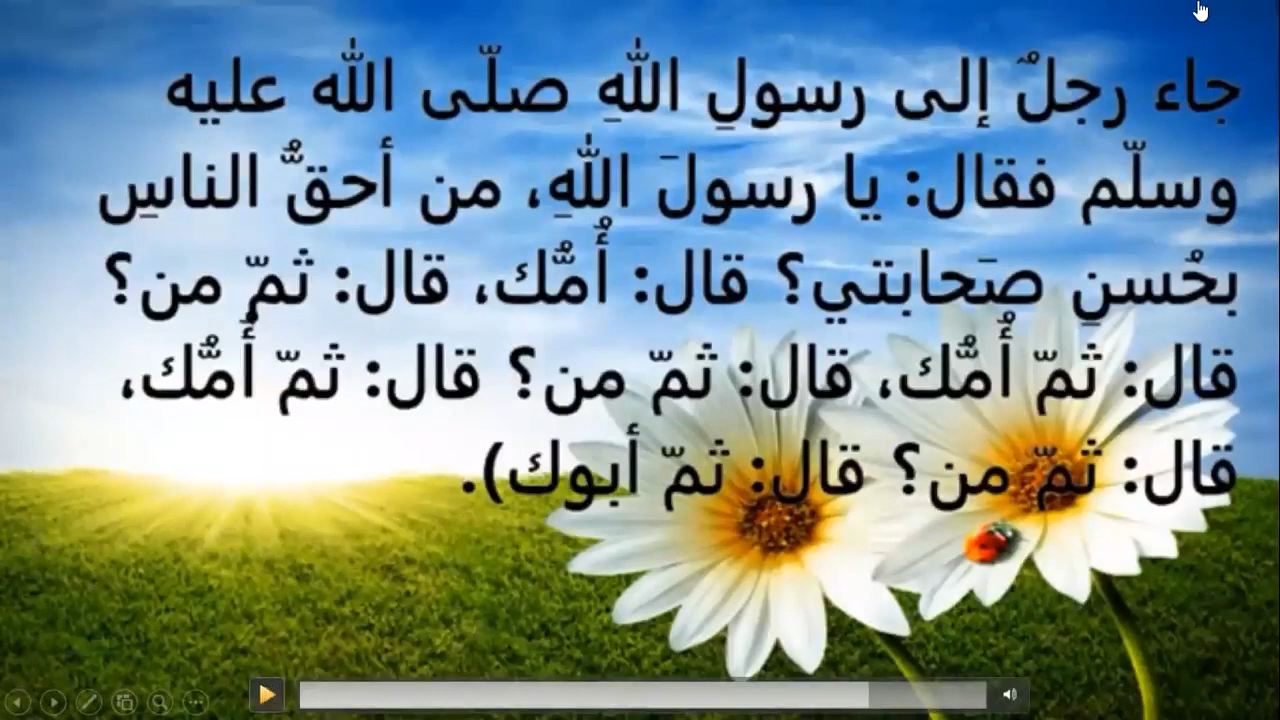 جاء رجلٌ إلى رسولِ اللهِ صلّى الله عليه
وسلّم فقال: يا رسولَ اللهِ، من أحقُّ الناسِ
بحُسنِ صَحابتي؟ قال: أُمُّك، قال: ثمّ من؟
قال: ثمّ أُمُّك، قال: ثمّ من؟ قال: ثمّ أُمُّك،
قال: ثمّ من؟ قال: ثمّ أبوك).